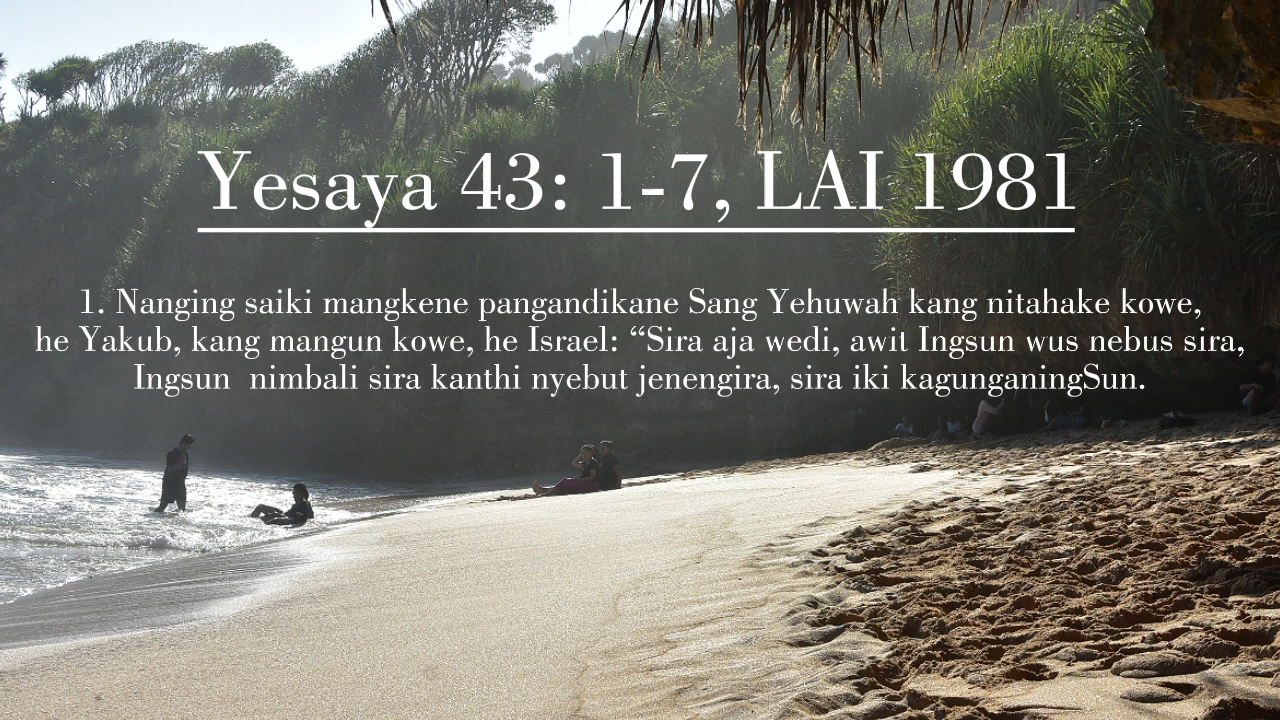 Yesaya 43: 1-7, LAI 1981
1. Nanging saiki mangkene pangandikane Sang Yehuwah kang nitahake kowe,
he Yakub, kang mangun kowe, he Israel: “Sira aja wedi, awit Ingsun wus nebus sira,
Ingsun  nimbali sira kanthi nyebut jenengira, sira iki kagunganingSun.